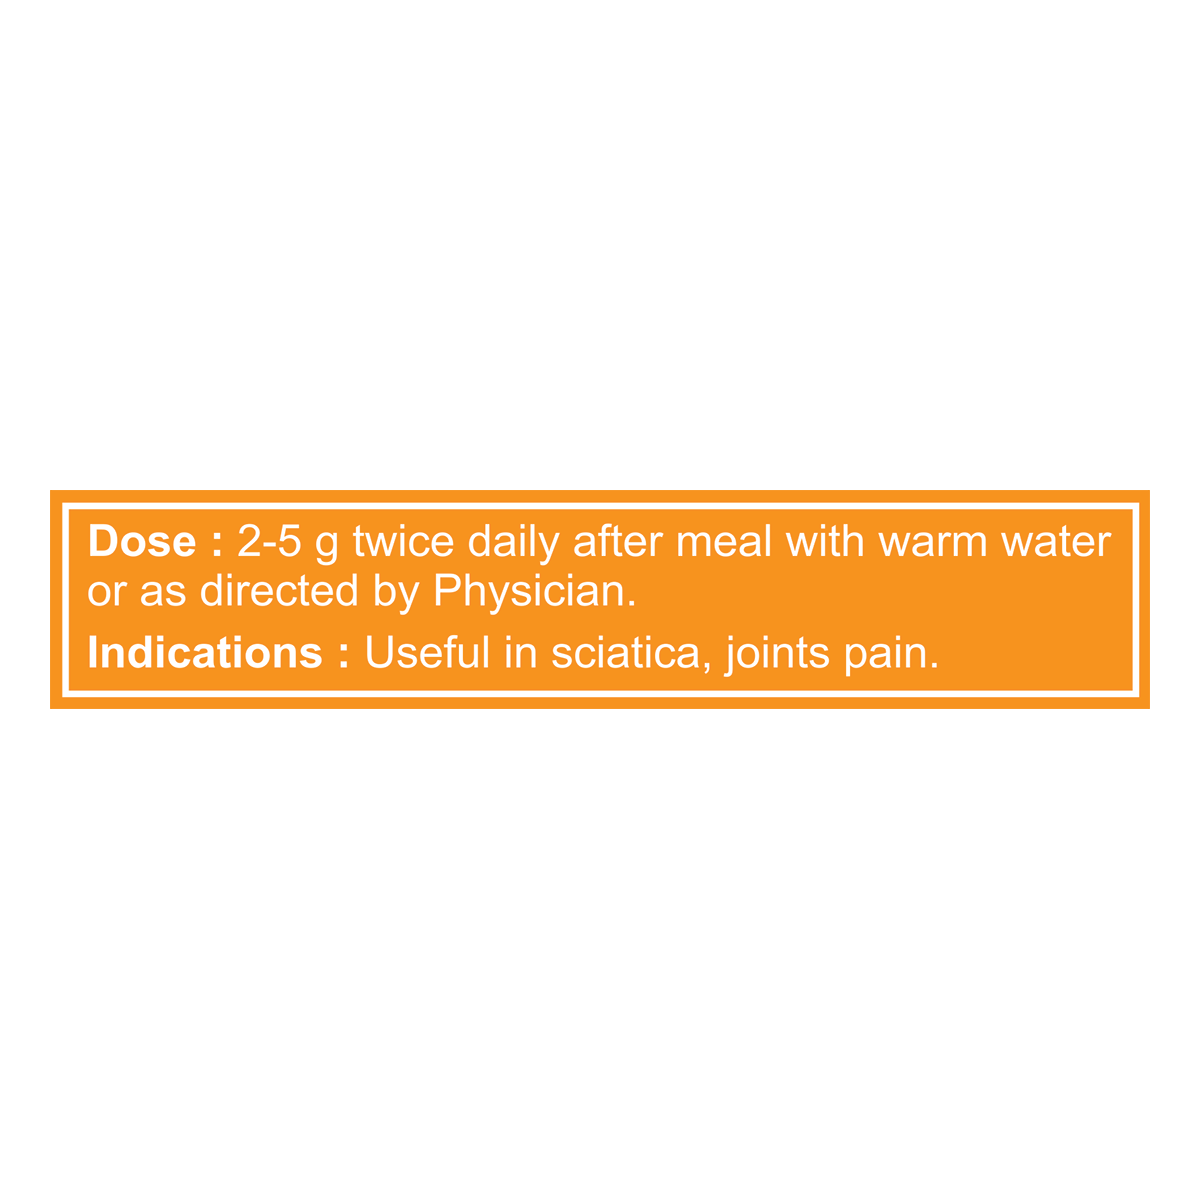 Dose : 2-5 g twice daily after meal with warm water
or as directed by Physician.
Indications : Useful in sciatica, joints pain.